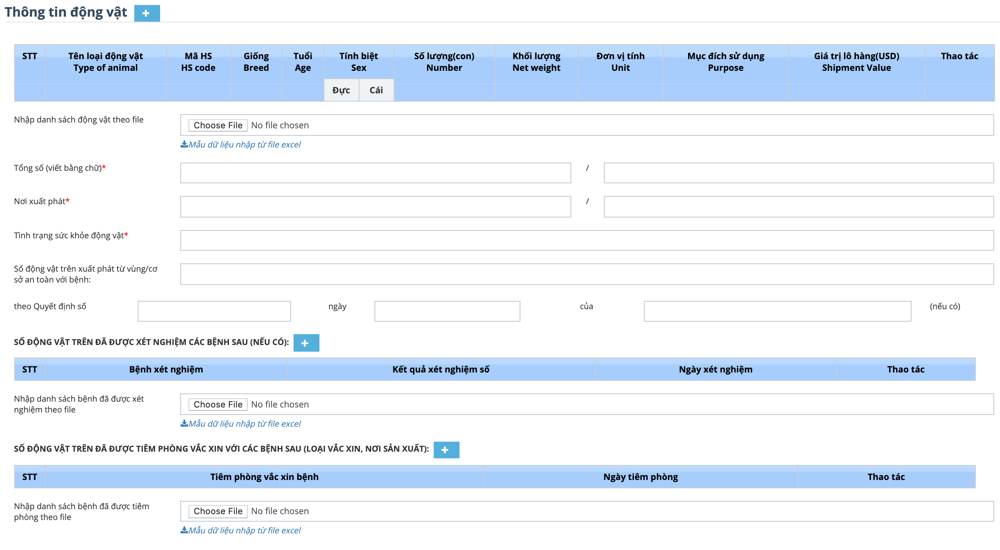 Thông tin động vật
STT
Tên loại động vật
Type of animal
Mã HS
HS code
Giống
Breed
Tuổi
Age
Tính biệt
Sex
Số lượng(con)
Number
Khối lượng
Net weight
Đơn vị tính
Unit
Mục đích sử dụng
Purpose
Giá trị lô hàng(USD)
Shipment Value
Thao tác
Đực
Cái
Nhập danh sách động vật theo file
Choose File No file chosen
Mẫu dữ liệu nhập từ file excel
Tổng số (viết bằng chữ)*
/
Nơi xuất phát*
/
Tình trạng sức khỏe động vật*
Số động vật trên xuất phát từ vùng/cơ
sở an toàn với bệnh:
theo Quyết định số
ngày
của
(nếu có)
SỐ ĐỘNG VẬT TRÊN ĐÃ ĐƯỢC XÉT NGHIỆM CÁC BỆNH SAU (NẾU CÓ):
STT
Bệnh xét nghiệm
Kết quả xét nghiệm số
Ngày xét nghiệm
Thao tác
Nhập danh sách bệnh đã được xét
nghiệm theo file
Choose File No file chosen
Mẫu dữ liệu nhập từ file excel
SỐ ĐỘNG VẬT TRÊN ĐÃ ĐƯỢC TIÊM PHÒNG VẮC XIN VỚI CÁC BỆNH SAU (LOẠI VẮC XIN, NƠI SẢN XUẤT):
STT
Tiêm phòng vắc xin bệnh
Ngày tiêm phòng
Thao tác
Nhập danh sách bệnh đã được tiêm
phòng theo file
Choose File No file chosen
Mẫu dữ liệu nhập từ file excel